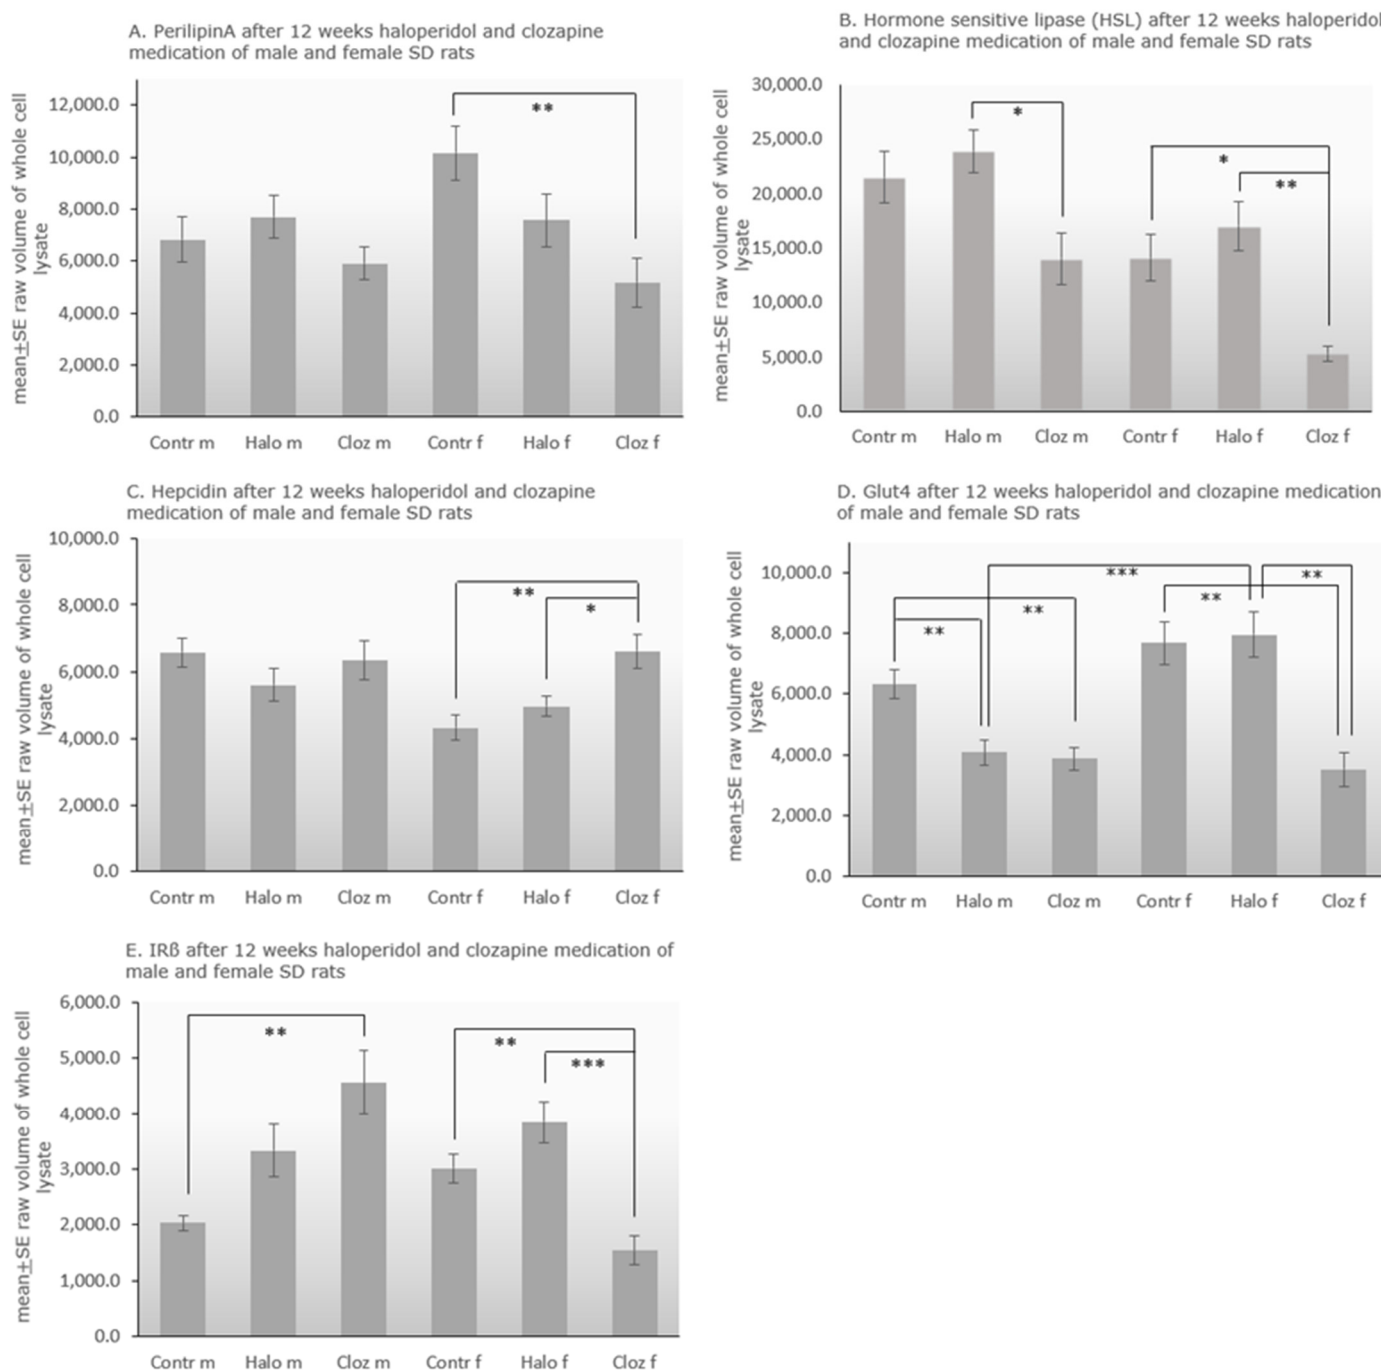 A. PerilipinA after 12 weeks haloperidol and clozapine
medication of male and female SD rats
mean±SE raw volume of whole cell
lysate
12,000.0
10,000.0
8,000.0
6,000.0
4,000.0
2,000.0
0.0
**
Contr m Halo m Cloz m Contr f Halo f Cloz f
B. Hormone sensitive lipase (HSL) after 12 weeks haloperidol
and clozapine medication of male and female SD rats
mean±SE raw volume of whole cell
lysate
30,000.0
25,000.0
20,000.0
15,000.0
10,000.0
5,000.0
0.0
*
*
**
Contr m Halo m Cloz m Contr f Halo f Cloz f
C. Hepcidin after 12 weeks haloperidol and clozapine
medication of male and female SD rats
mean±SE raw volume of whole cell
lysate
10,000.0
8,000.0
6,000.0
4,000.0
2,000.0
0.0
**
*
Contr m Halo m Cloz m Contr f Halo f Cloz f
D. Glut4 after 12 weeks haloperidol and clozapine medication
of male and female SD rats
mean±SE raw volume of whole cell
lysate
10,000.0
8,000.0
6,000.0
4,000.0
2,000.0
0.0
***
**
**
**
**
Contr m Halo m Cloz m Contr f Halo f Cloz f
E. IRß after 12 weeks haloperidol and clozapine medication of
male and female SD rats
mean±SE raw volume of whole cell
lysate
6,000.0
5,000.0
4,000.0
3,000.0
2,000.0
1,000.0
0.0
**
**
***
Contr m Halo m Cloz m Contr f Halo f Cloz f